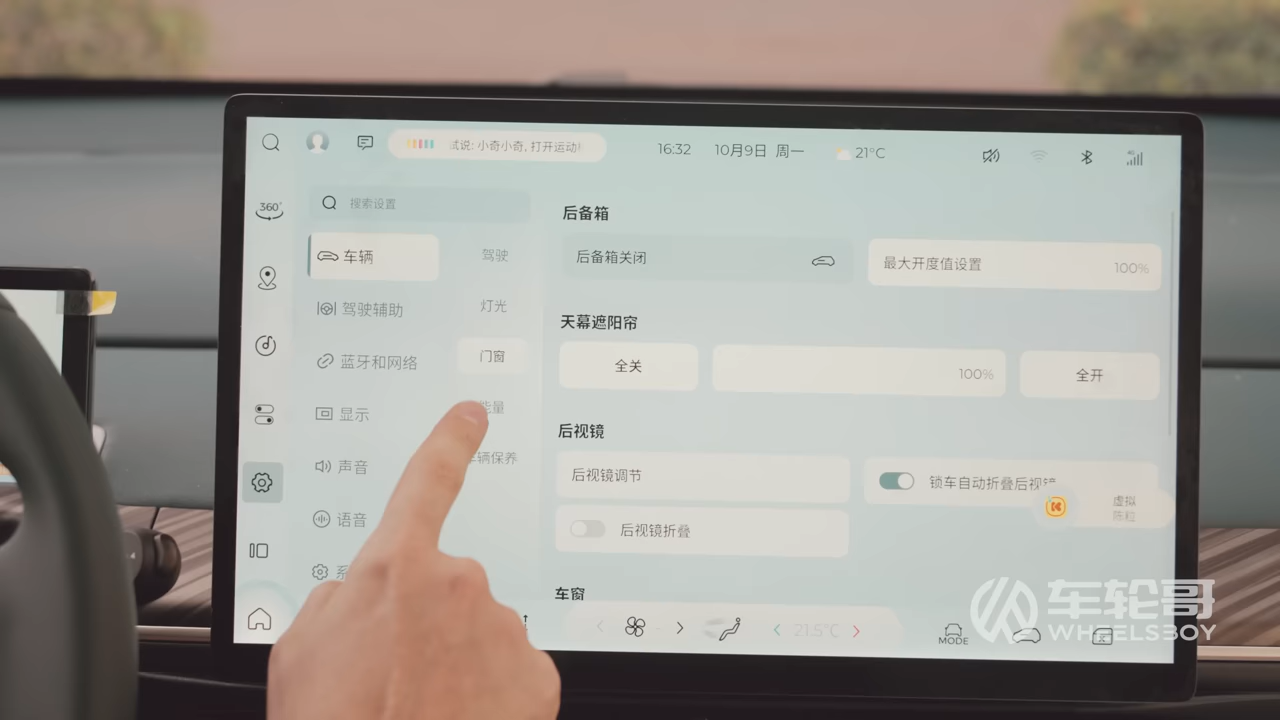 试说: 小奇小奇, 打开运动
16:32
10月9日 周一
21°C
4G
360°
搜索设置
车辆
驾驶辅助
蓝牙和网络
显示
声音
语音
系
驾驶
灯光
门窗
能量
车辆保养
后备箱
后备箱关闭
最大开度值设置
100%
天幕遮阳帘
全关
100%
全开
后视镜
后视镜调节
锁车自动折叠后视镜
后视镜折叠
虚拟
陈粒
车窗
21.5°C
MODE
车轮哥
WHEELSBOY